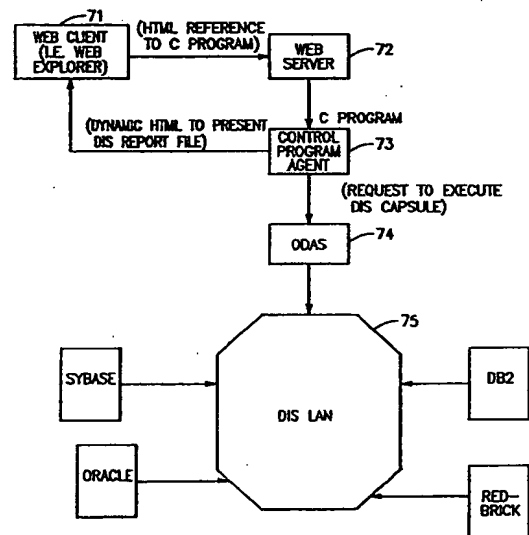 71
WEB CLIENT
(I.E. WEB
EXPLORER)
(HTML REFERENCE
TO C PROGRAM)
WEB
SERVER
72
C PROGRAM
(DYNAMIC HTML TO PRESENT
DIS REPORT FILE)
CONTROL
PROGRAM
AGENT
73
(REQUEST TO EXECUTE
DIS CAPSULE)
ODAS
74
75
SYBASE
DIS LAN
DB2
ORACLE
RED-
BRICK